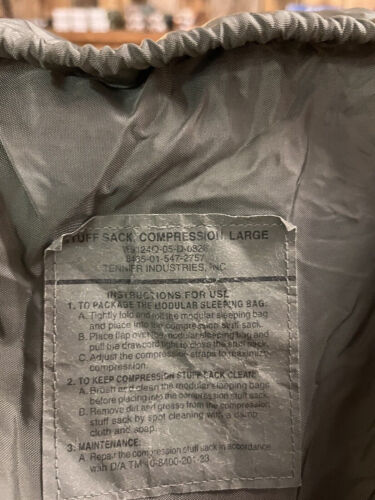 STUFF SACK, COMPRESSION, LARGE
8465-01-547-2757
TENNIER INDUSTRIES, INC
INSTRUCTIONS FOR USE
1. TO PACKAGE THE MODULAR SLEEPING BAG.
A. Tightly fold and roll the modular sleeping bag
and place into the compression stuff sack.
B. Place flap over the modular sleeping bag and
pull the drawcord tight to close the stuff sack.
C. Adjust the compression straps to maximize
compression.
2. TO KEEP COMPRESSION STUFF SACK CLEAN
A. Brush and clean the modular sleeping bags
before placing into the compression stuff sack.
B. Remove dirt and grease from the compression
stuff sack by spot cleaning with a damp
cloth and soap.
3. MAINTENANCE.
A. Repair the compression stuff sack in accordance
with D/A TM 10-8400-201-23